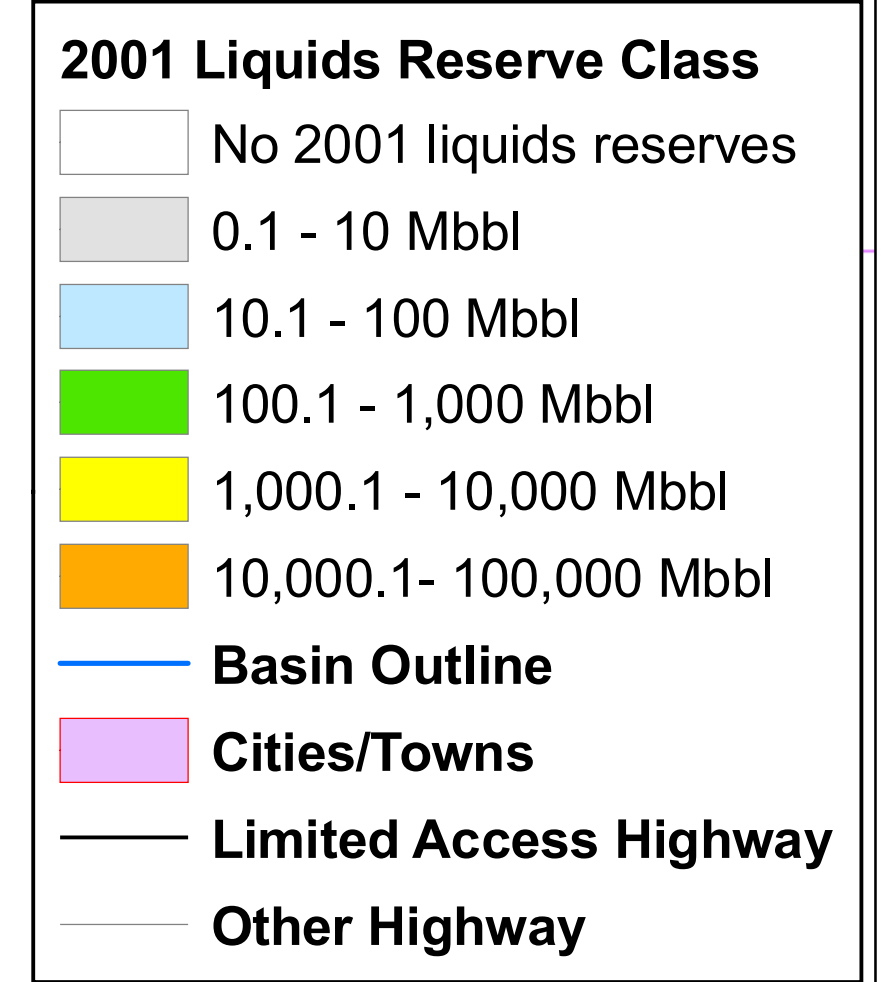 2001 Liquids Reserve Class
No 2001 liquids reserves
0.1 - 10 Mbbl
10.1 - 100 Mbbl
100.1 - 1,000 Mbbl
1,000.1 - 10,000 Mbbl
10,000.1- 100,000 Mbbl
Basin Outline
Cities/Towns
Limited Access Highway
Other Highway